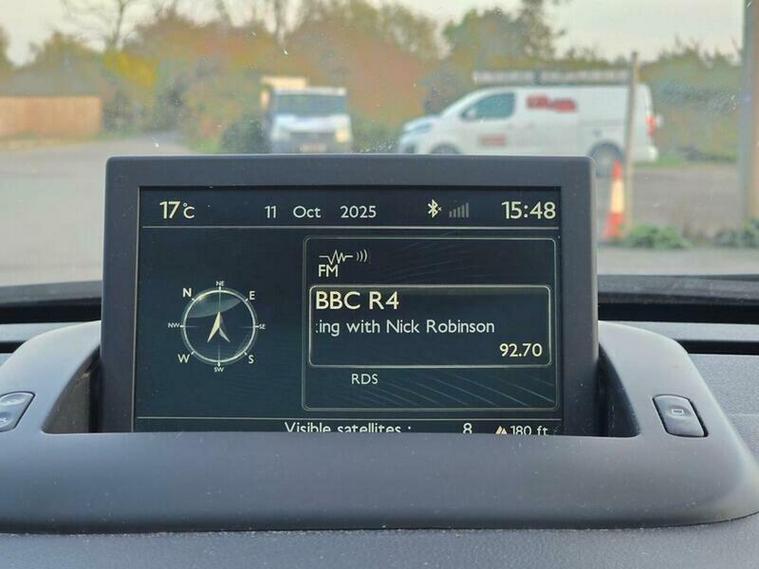 17°C 11 Oct 2025 15:48
FM
BBC R4
king with Nick Robinson
92.70
RDS
NE
N E
NW SE
W S
SW
Visible satellites : 8 180 ft